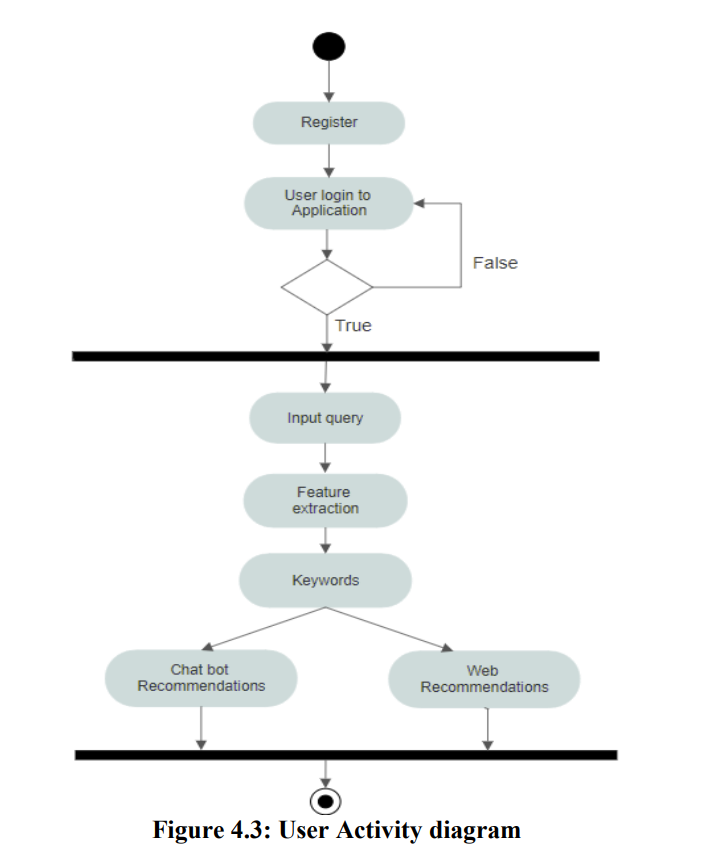 Register
User login to
Application
False
True
Input query
Feature
extraction
Keywords
Chat bot
Recommendations
Web
Recommendations
Figure 4.3: User Activity diagram